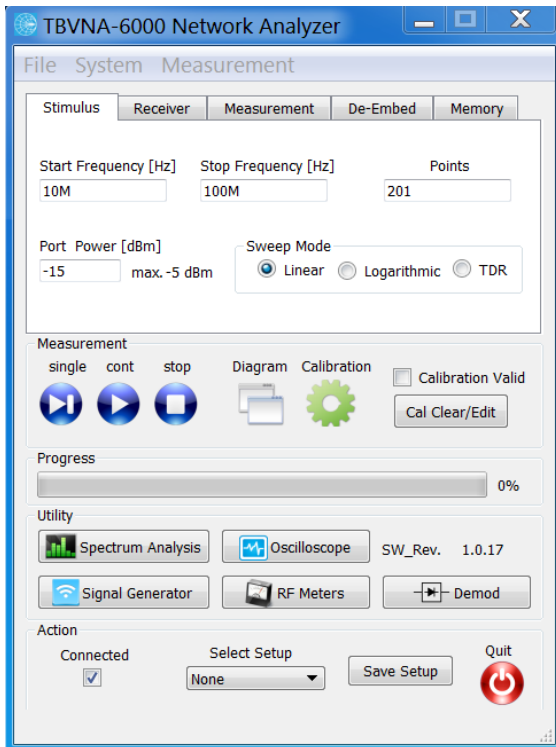 TBVNA-6000 Network Analyzer
File System Measurement
Stimulus Receiver Measurement De-Embed Memory
Start Frequency [Hz] Stop Frequency [Hz] Points
10M 100M 201
Port Power [dBm] Sweep Mode
-15 max. -5 dBm Linear Logarithmic TDR
Measurement
single cont stop Diagram Calibration
Calibration Valid
Cal Clear/Edit
Progress
0%
Utility
Spectrum Analysis Oscilloscope SW_Rev. 1.0.17
Signal Generator RF Meters Demod
Action
Connected Select Setup Quit
None Save Setup